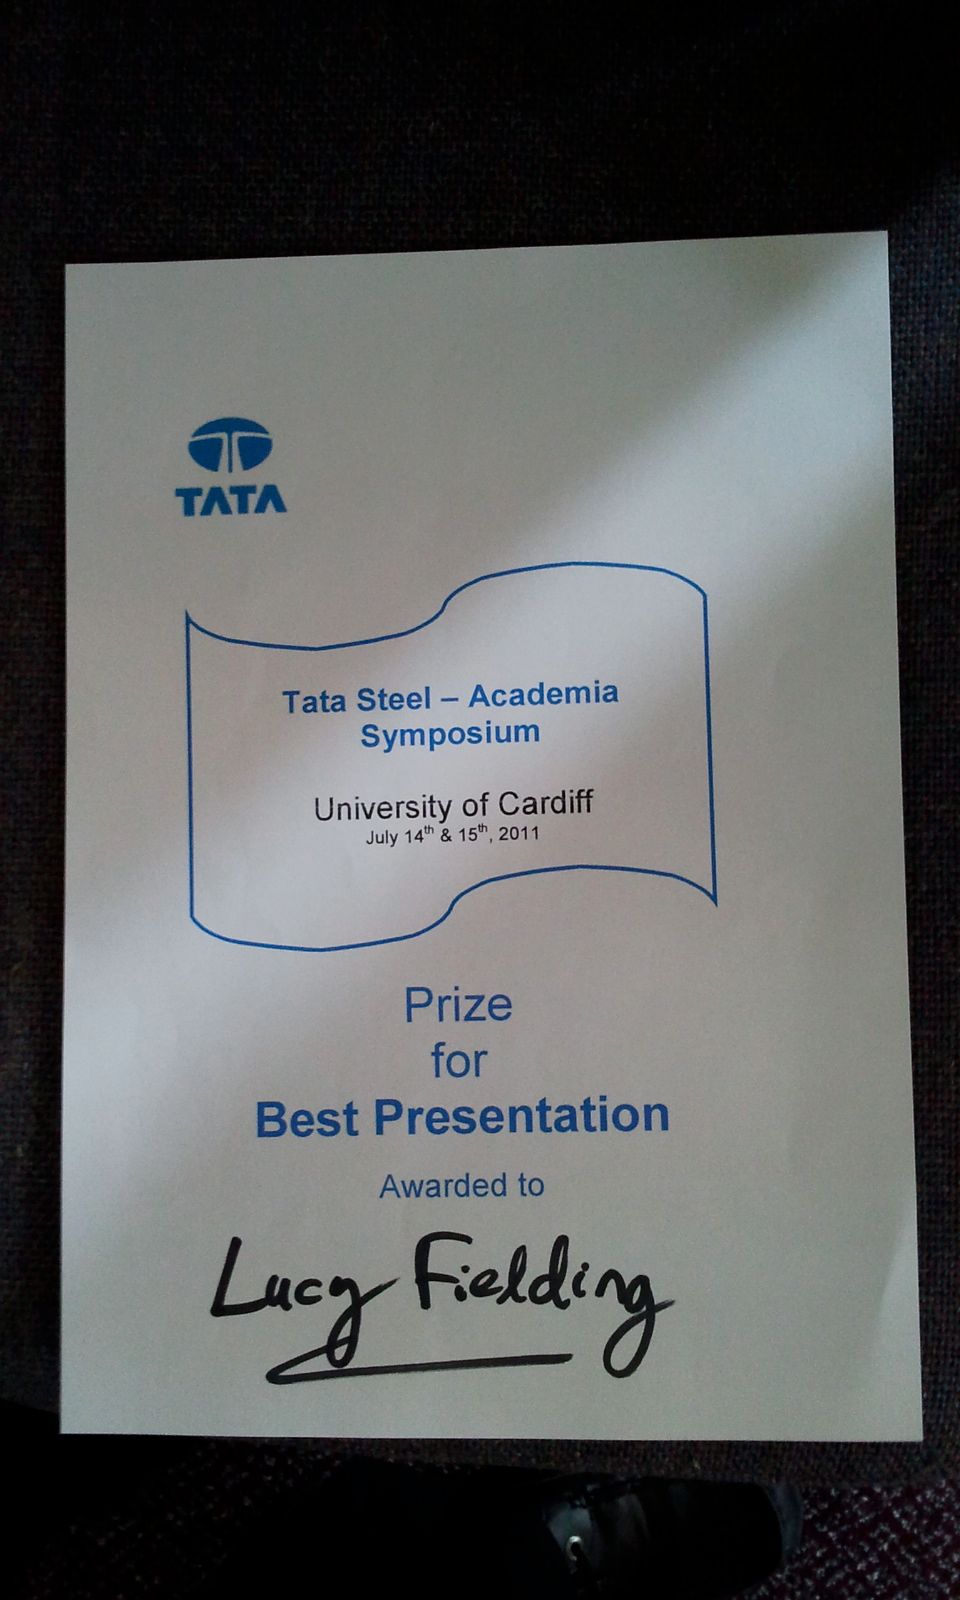 TATA
Tata Steel – Academia
Symposium
University of Cardiff
July 14th & 15th, 2011
Prize
for
Best Presentation
Awarded to
Lucy Fielding